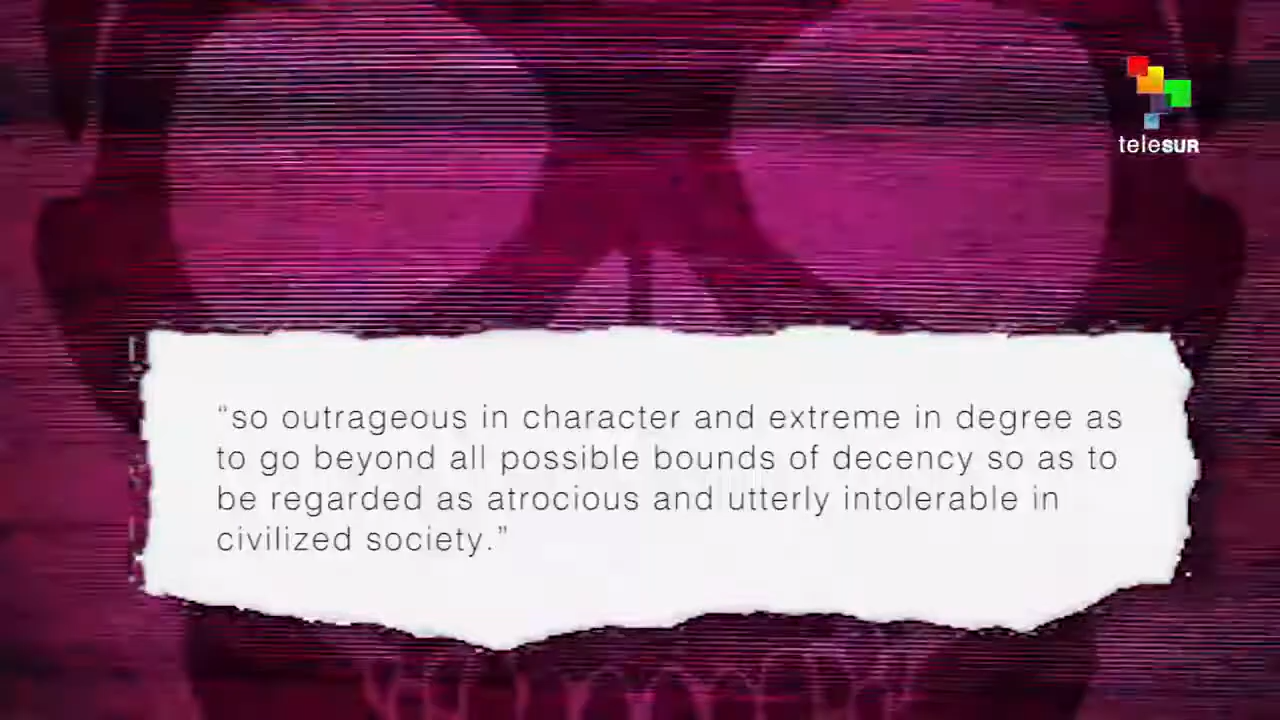 telesUR
“so outrageous in character and extreme in degree as
to go beyond all possible bounds of decency so as to
be regarded as atrocious and utterly intolerable in
civilized society.”